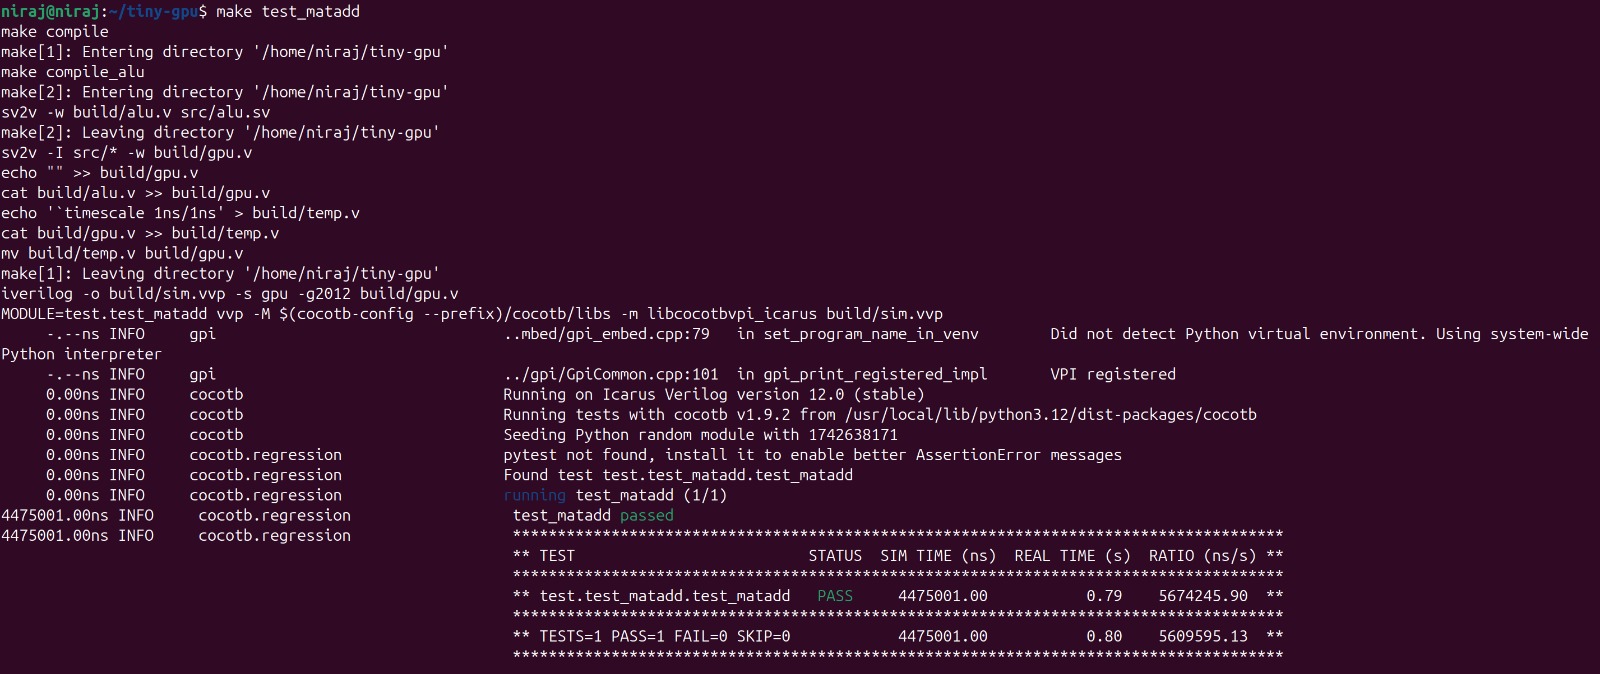 niraj@niraj:~/tiny-gpu$ make test_matadd
make compile
make[1]: Entering directory '/home/niraj/tiny-gpu'
make compile_alu
make[2]: Entering directory '/home/niraj/tiny-gpu'
sv2v -w build/alu.v src/alu.sv
make[2]: Leaving directory '/home/niraj/tiny-gpu'
sv2v -I src/* -w build/gpu.v
echo "" >> build/gpu.v
cat build/alu.v >> build/gpu.v
echo '`timescale 1ns/1ns' > build/temp.v
cat build/gpu.v >> build/temp.v
mv build/temp.v build/gpu.v
make[1]: Leaving directory '/home/niraj/tiny-gpu'
iverilog -o build/sim.vvp -s gpu -g2012 build/gpu.v
MODULE=test.test_matadd vvp -M $(cocotb-config --prefix)/cocotb/libs -m libcocotbvpi_icarus build/sim.vvp
     -.--ns INFO     gpi                                ..mbed/gpi_embed.cpp:79   in set_program_name_in_venv        Did not detect Python virtual environment. Using system-wide
Python interpreter
     -.--ns INFO     gpi                                ../gpi/GpiCommon.cpp:101  in gpi_print_registered_impl       VPI registered
     0.00ns INFO     cocotb                             Running on Icarus Verilog version 12.0 (stable)
     0.00ns INFO     cocotb                             Running tests with cocotb v1.9.2 from /usr/local/lib/python3.12/dist-packages/cocotb
     0.00ns INFO     cocotb                             Seeding Python random module with 1742638171
     0.00ns INFO     cocotb.regression                  pytest not found, install it to enable better AssertionError messages
     0.00ns INFO     cocotb.regression                  Found test test.test_matadd.test_matadd
     0.00ns INFO     cocotb.regression                  running test_matadd (1/1)
4475001.00ns INFO     cocotb.regression                  test_matadd passed
4475001.00ns INFO     cocotb.regression                  **************************************************************************************
                                                         ** TEST                          STATUS  SIM TIME (ns)  REAL TIME (s)  RATIO (ns/s) **
                                                         **************************************************************************************
                                                         ** test.test_matadd.test_matadd   PASS     4475001.00           0.79    5674245.90  **
                                                         **************************************************************************************
                                                         ** TESTS=1 PASS=1 FAIL=0 SKIP=0            4475001.00           0.80    5609595.13  **
                                                         **************************************************************************************